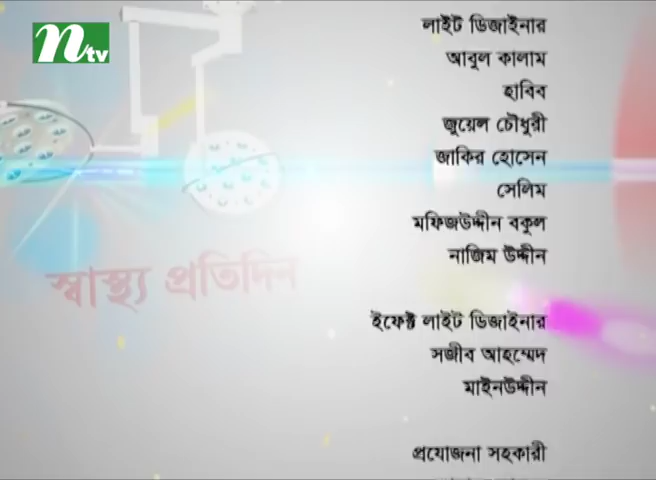 ntv
লাইট ডিজাইনার
আবুল কালাম
হাবিব
জুয়েল চৌধুরী
জাকির হোসেন
সেলিম
মফিজউদ্দীন বকুল
নাজিম উদ্দীন
স্বাস্থ্য প্রতিদিন
ইফেক্ট লাইট ডিজাইনার
সজীব আহম্মেদ
মাইনউদ্দীন
প্রযোজনা সহকারী